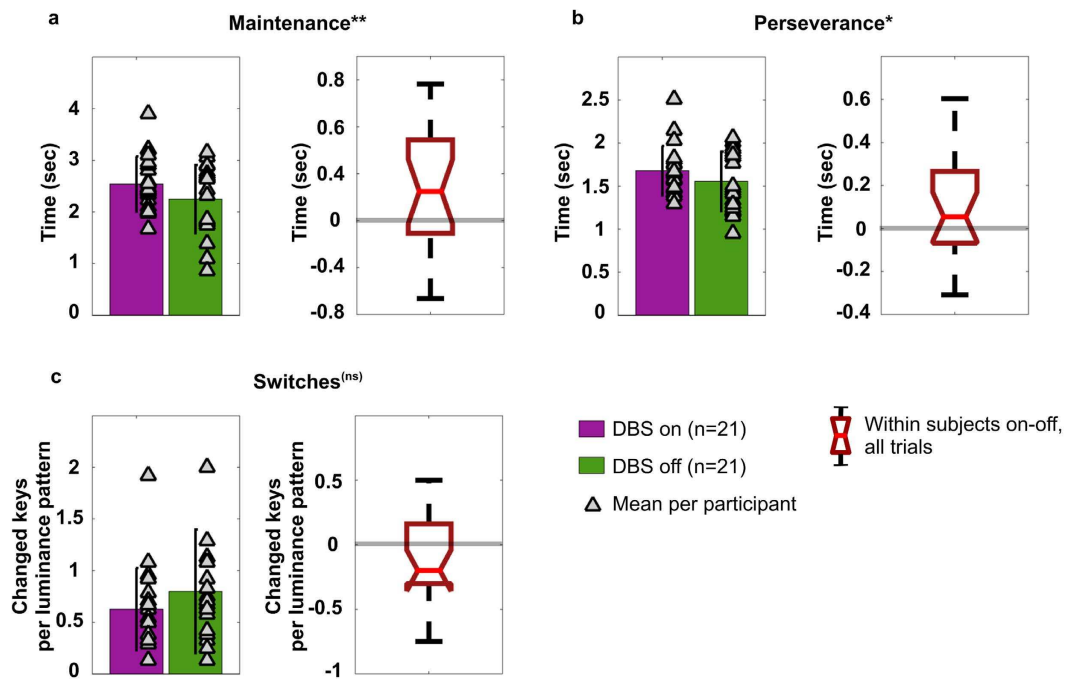 a
Maintenance**
Time (sec)
4
3
2
1
0
Time (sec)
0.8
0.6
0.4
0
-0.4
-0.8
b
Perseverance*
Time (sec)
2.5
2
1.5
1
0.5
0
Time (sec)
0.6
0.4
0.2
0
-0.2
-0.4
c
Switches(ns)
Changed keys
per luminance pattern
2
1.5
1
0.5
0
Changed keys
per luminance pattern
0.5
0
-0.5
-1
DBS on (n=21)
DBS off (n=21)
Mean per participant
Within subjects on-off,
all trials